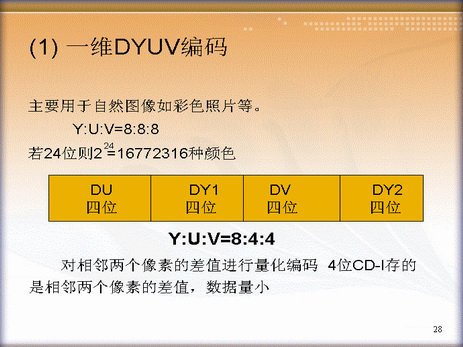 (1) 一维DYUV编码
主要用于自然图像如彩色照片等。
Y:U:V=8:8:8
若24位则2 24 =16772316种颜色
DU DY1 DV DY2
四位 四位 四位 四位
Y:U:V=8:4:4
对相邻两个像素的差值进行量化编码 4位CD-I存的
是相邻两个像素的差值，数据量小
28